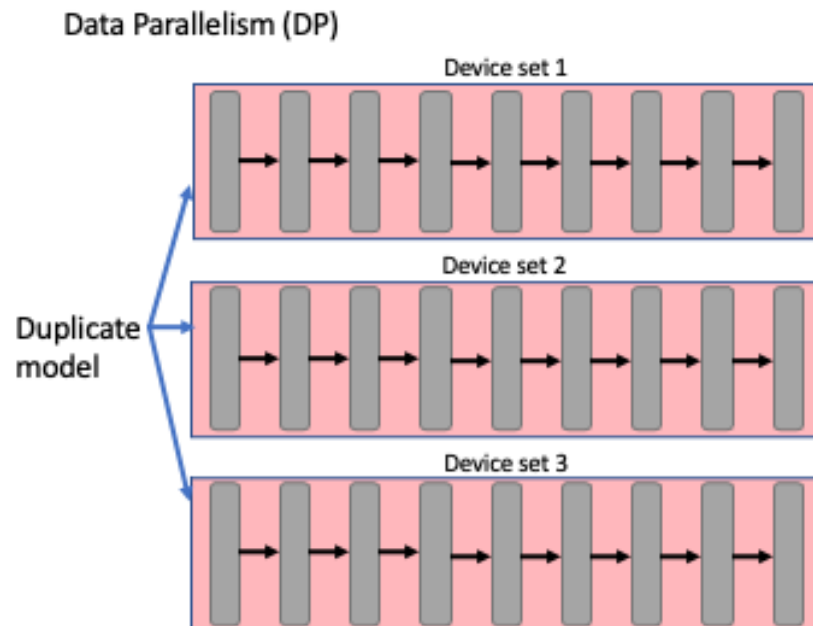 Data Parallelism (DP)
Device set 1
Device set 2
Duplicate
model
Device set 3